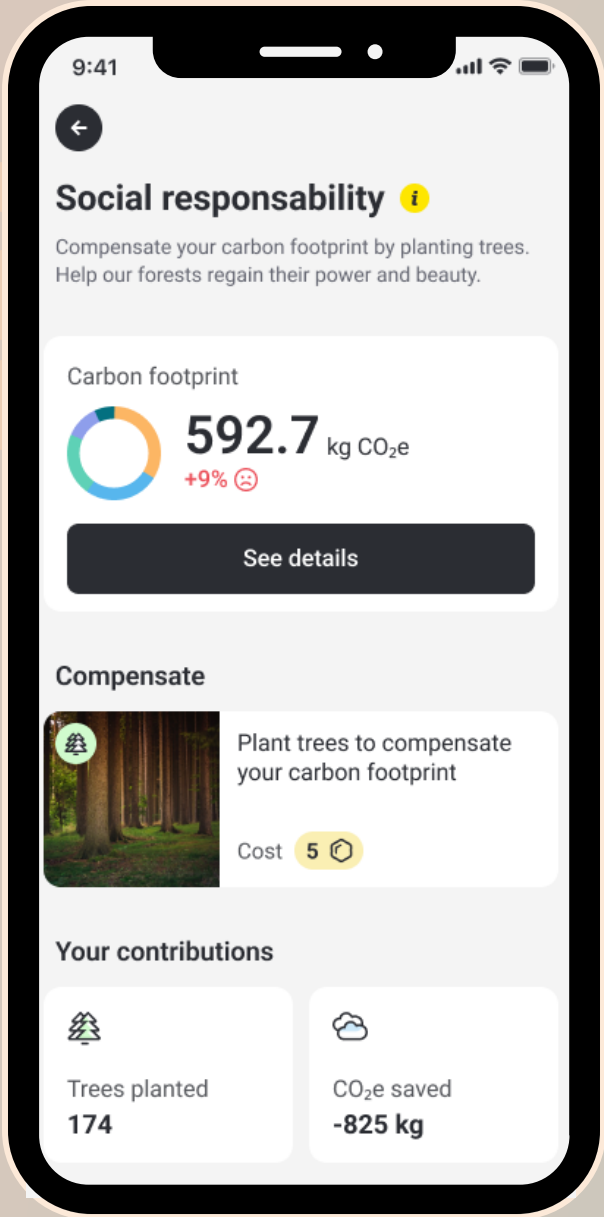 9:41
Social responsability i
Compensate your carbon footprint by planting trees.
Help our forests regain their power and beauty.
Carbon footprint
592.7 kg CO₂e
+9%
See details
Compensate
Plant trees to compensate
your carbon footprint
Cost 5
Your contributions
Trees planted
174
CO₂e saved
-825 kg